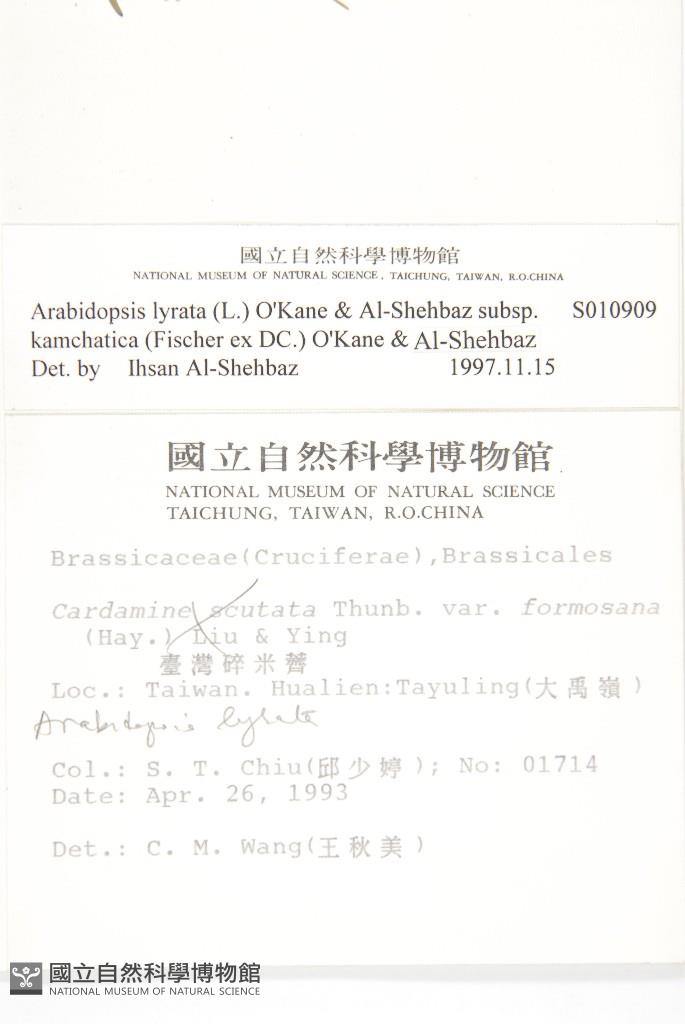 國立自然科學博物館
NATIONAL MUSEUM OF NATURAL SCIENCE, TAICHUNG, TAIWAN, R.O.CHINA
Arabidopsis lyrata (L.) O'Kane & Al-Shehbaz subsp. S010909
kamchatica (Fischer ex DC.) O'Kane & Al-Shehbaz
Det. by Ihsan Al-Shehbaz 1997.11.15
國立自然科學博物館
NATIONAL MUSEUM OF NATURAL SCIENCE
TAICHUNG, TAIWAN, R.O.CHINA
Brassicaceae(Cruciferae),Brassicales
Cardamine scutata Thunb. var. formosana
(Hay.) Liu & Ying
臺灣碎米薺
Loc.: Taiwan. Hualien:Tayuling(大禹嶺)
Arabidopsis lyrata
Col.: S. T. Chiu(邱少婷); No: 01714
Date: Apr. 26, 1993
Det.: C. M. Wang(王秋美)
國立自然科學博物館
NATIONAL MUSEUM OF NATURAL SCIENCE